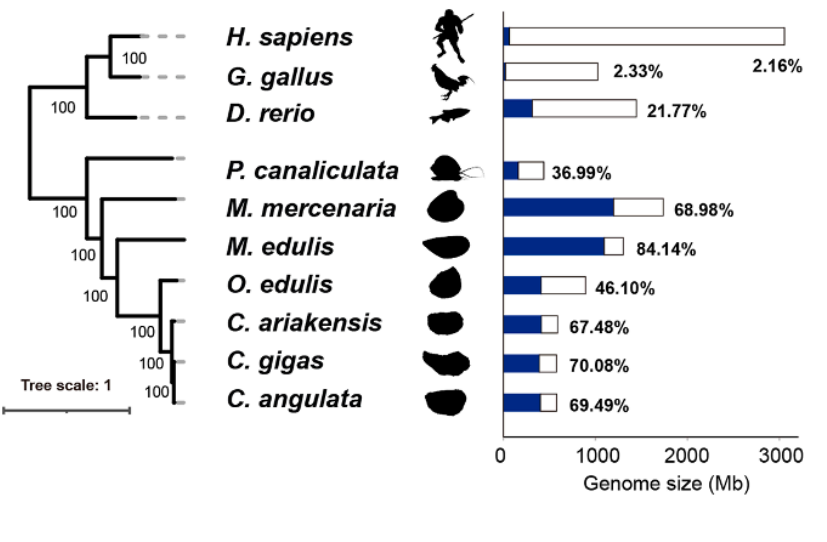 H. sapiens
100
2.16%
G. gallus
2.33%
100
D. rerio
21.77%
P. canaliculata
36.99%
100
M. mercenaria
68.98%
100
M. edulis
84.14%
100
O. edulis
46.10%
100
C. ariakensis
67.48%
100
C. gigas
70.08%
100
Tree scale: 1
C. angulata
69.49%
0 1000 2000 3000
Genome size (Mb)